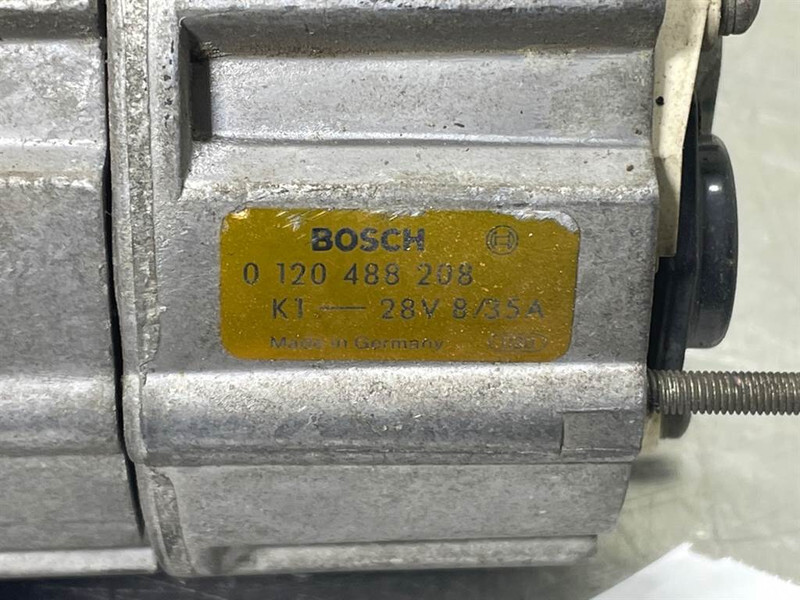 BOSCH
0 120 488 208
K1 — 28V 8/35A
Made in Germany